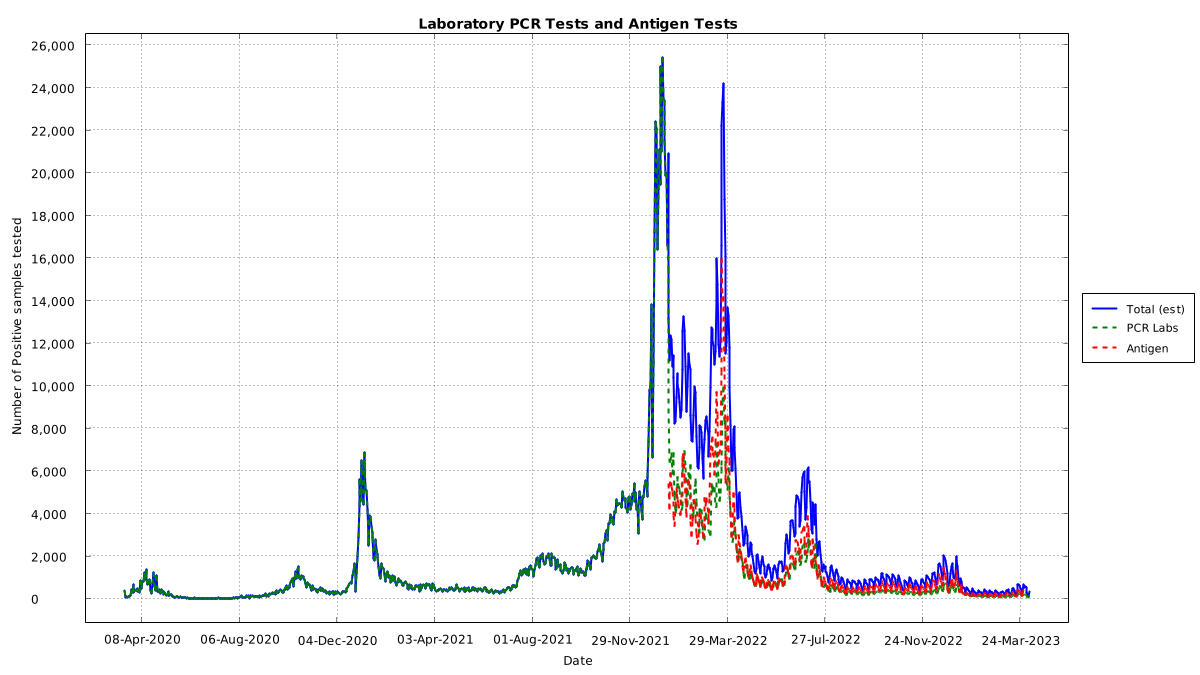 Laboratory PCR Tests and Antigen Tests
26,000
24,000
22,000
20,000
18,000
16,000
14,000
12,000
10,000
8,000
6,000
4,000
2,000
0
Number of Positive samples tested
08-Apr-2020 06-Aug-2020 04-Dec-2020 03-Apr-2021 01-Aug-2021 29-Nov-2021 29-Mar-2022 27-Jul-2022 24-Nov-2022 24-Mar-2023
Date
Total (est)
PCR Labs
Antigen